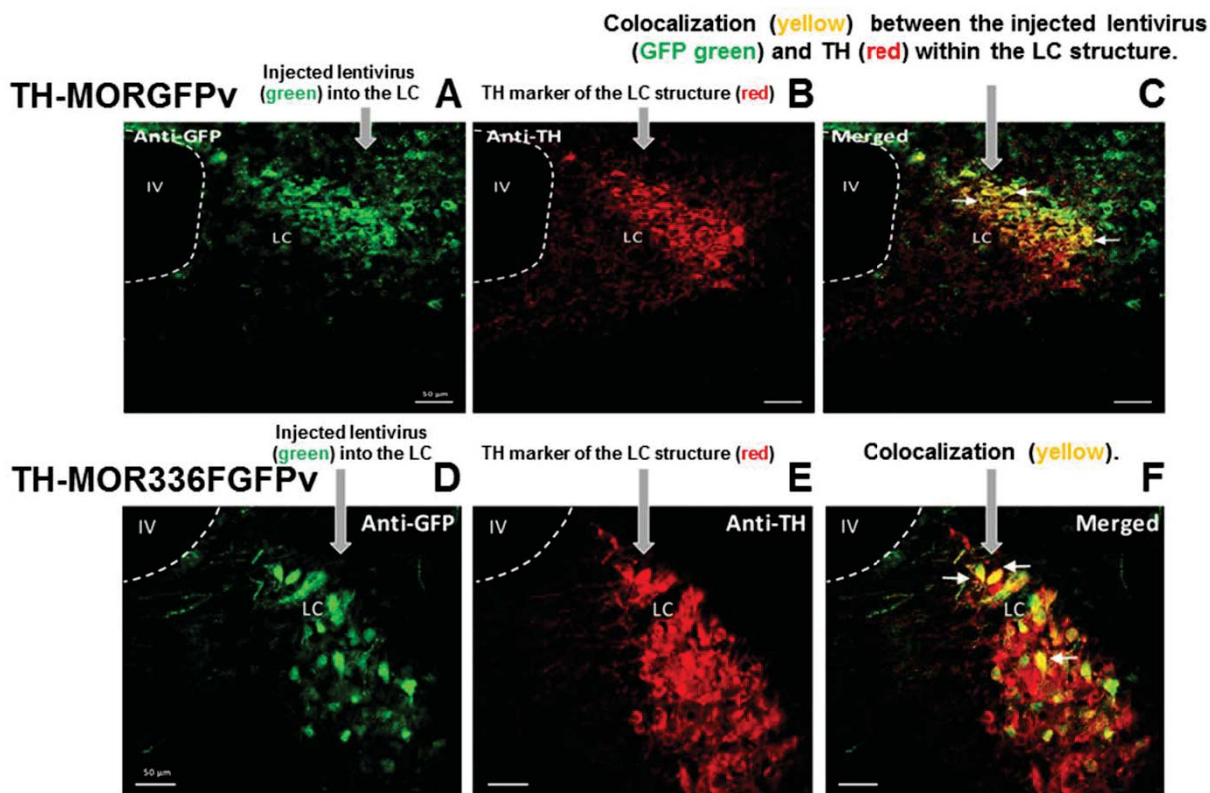 Colocalization (yellow) between the injected lentivirus
(GFP green) and TH (red) within the LC structure.
TH-MORGFPv
Injected lentivirus
(green) into the LC
A
TH marker of the LC structure (red)
B
C
Anti-GFP
IV
LC
50 µm
Anti-TH
IV
LC
Merged
IV
LC
TH-MOR336FGFPv
Injected lentivirus
(green) into the LC
D
TH marker of the LC structure (red)
E
Colocalization (yellow).
F
IV
Anti-GFP
LC
50 µm
IV
Anti-TH
LC
IV
Merged
LC